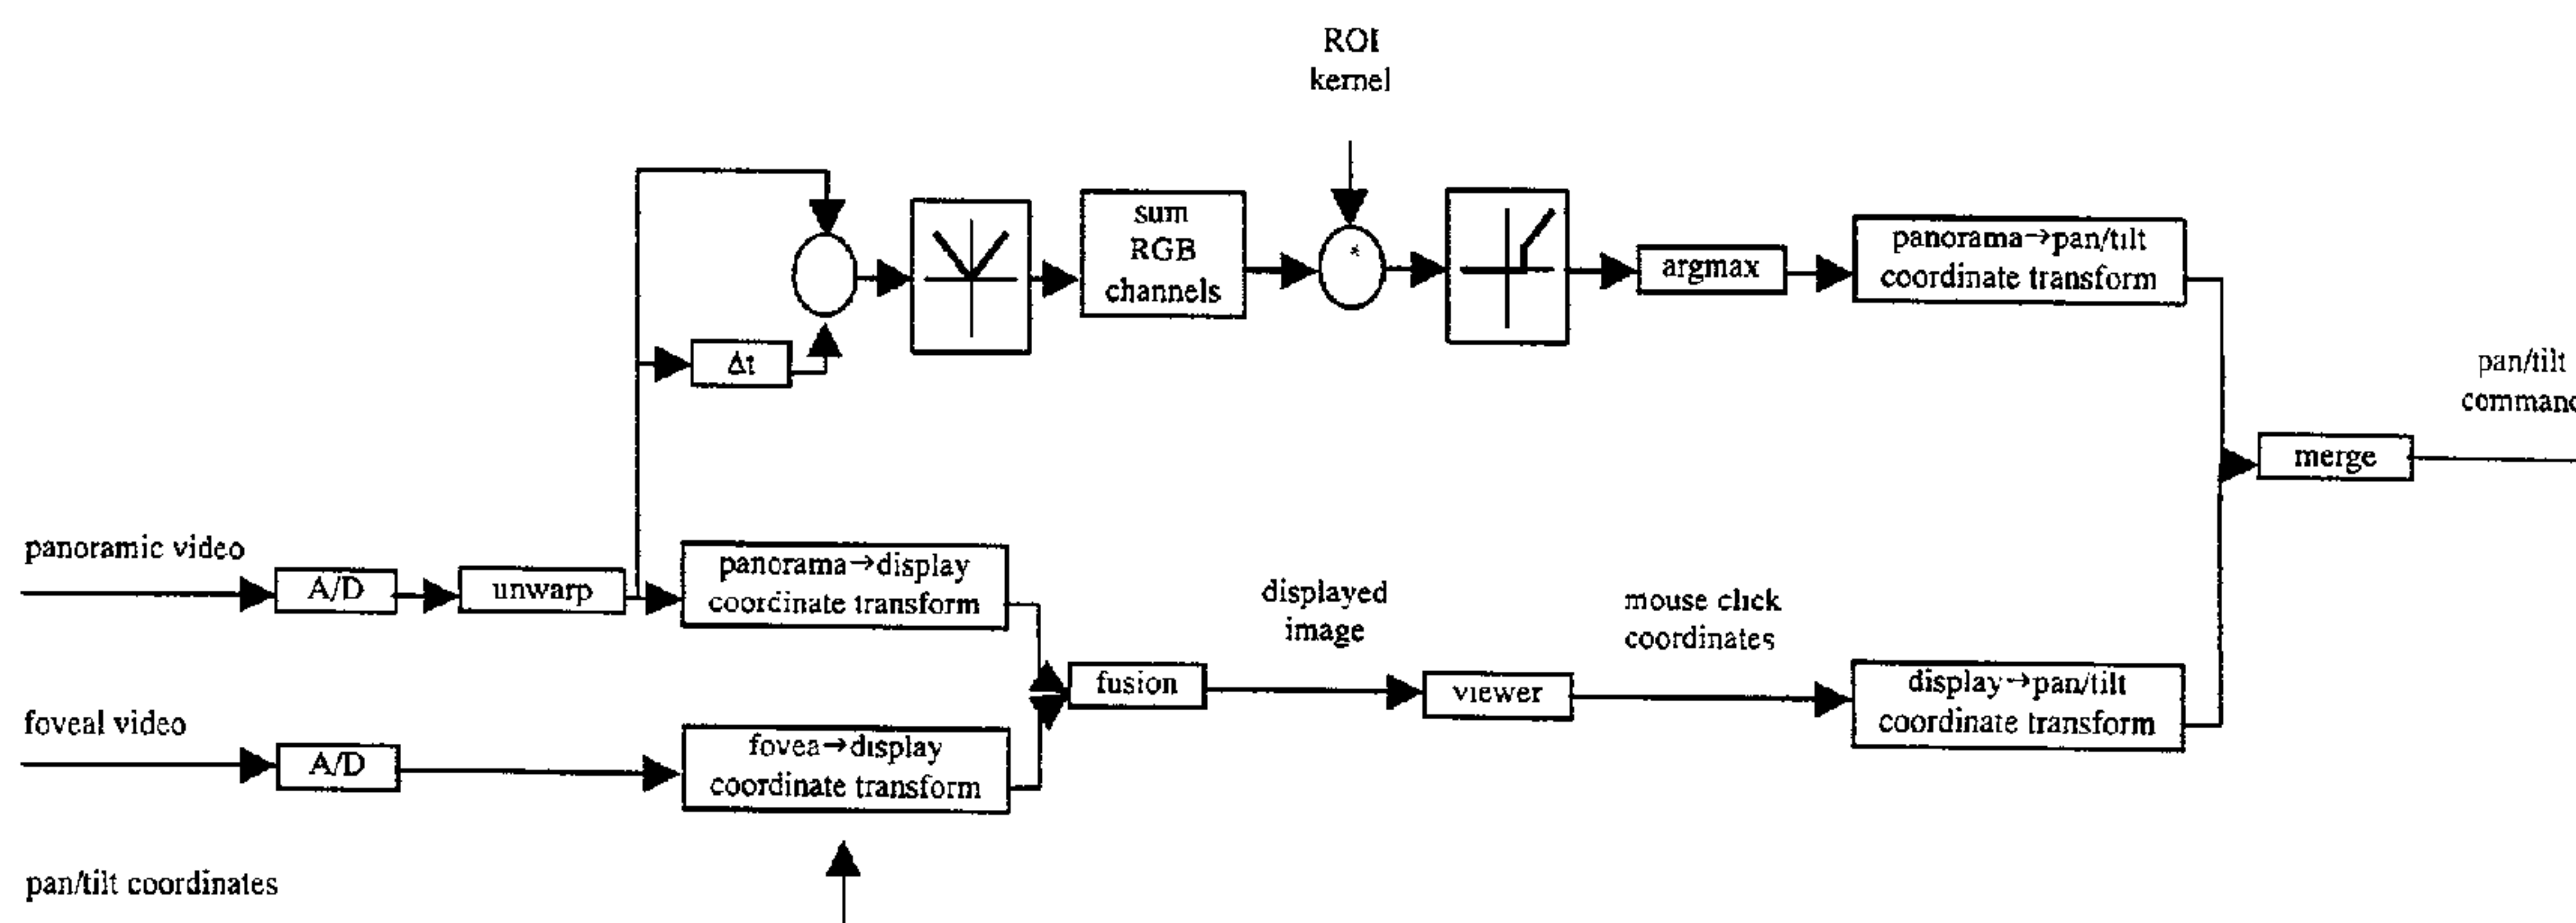 ROI
kernel
sum
RGB
channels
*
argmax
panorama→pan/tilt
coordinate transform
Δt
pan/tilt
command
merge
panoramic video
A/D
unwarp
panorama→display
coordinate transform
displayed
image
mouse click
coordinates
fusion
viewer
display→pan/tilt
coordinate transform
foveal video
A/D
fovea→display
coordinate transform
pan/tilt coordinates